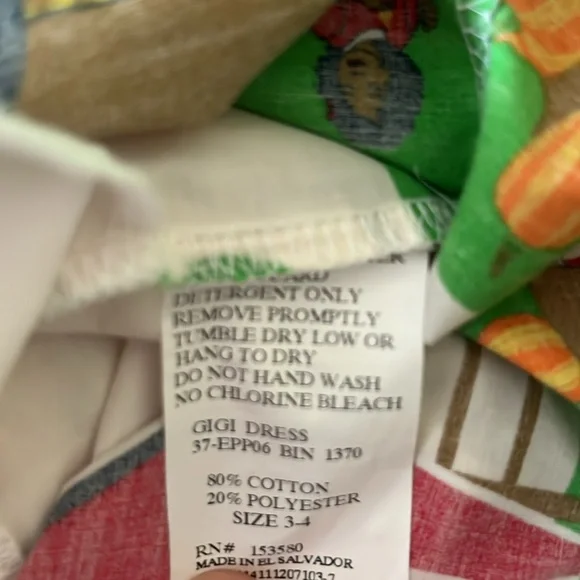 DETERGENT ONLY
REMOVE PROMPTLY
TUMBLE DRY LOW OR
HANG TO DRY
DO NOT HAND WASH
NO CHLORINE BLEACH
GIGI DRESS
37-EPP06 BIN 1370
80% COTTON
20% POLYESTER
SIZE 3-4
RN# 153580
MADE IN EL SALVADOR